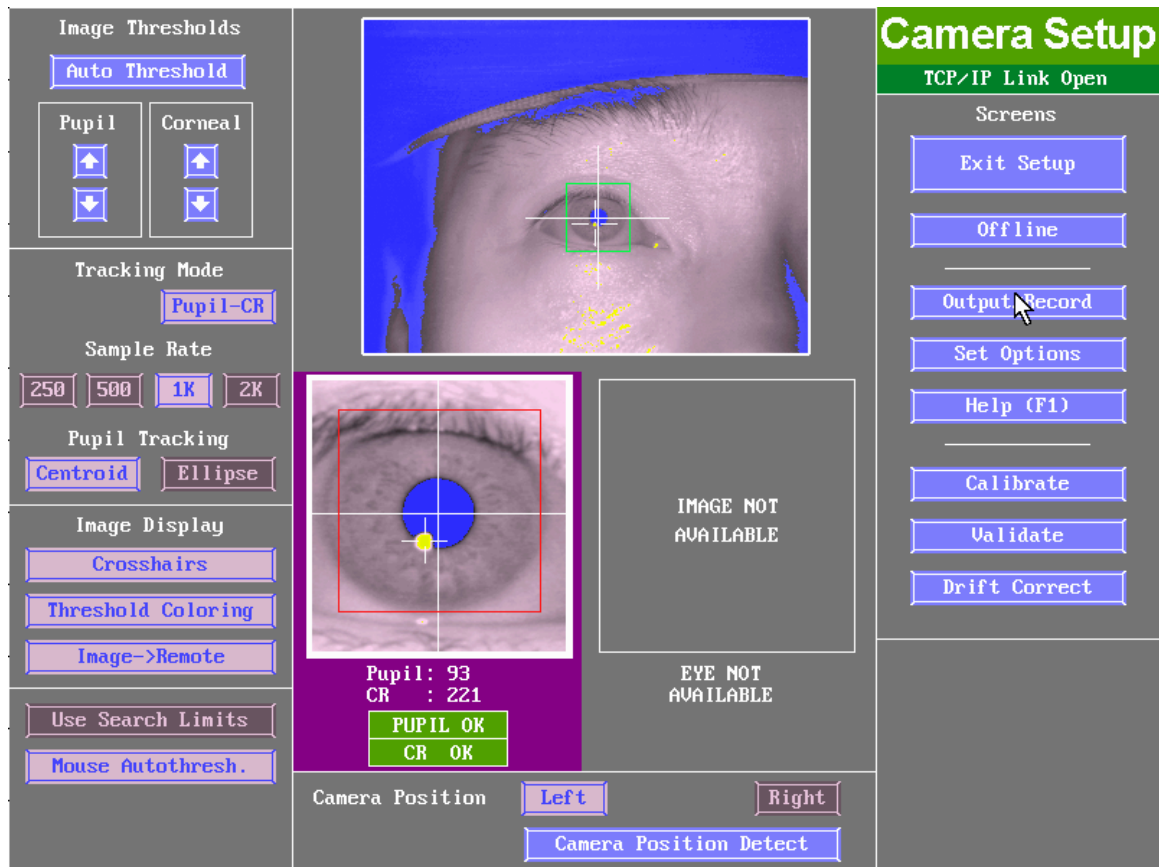 Image Thresholds
Auto Threshold
Pupil
Corneal
Tracking Mode
Pupil-CR
Sample Rate
250 500 1K 2K
Pupil Tracking
Centroid Ellipse
Image Display
Crosshairs
Threshold Coloring
Image->Remote
Use Search Limits
Mouse Autothresh.
IMAGE NOT
AVAILABLE
Pupil: 93
CR : 221
PUPIL OK
CR OK
EYE NOT
AVAILABLE
Camera Position Left Right
Camera Position Detect
Camera Setup
TCP/IP Link Open
Screens
Exit Setup
Offline
Output/Record
Set Options
Help (F1)
Calibrate
Validate
Drift Correct